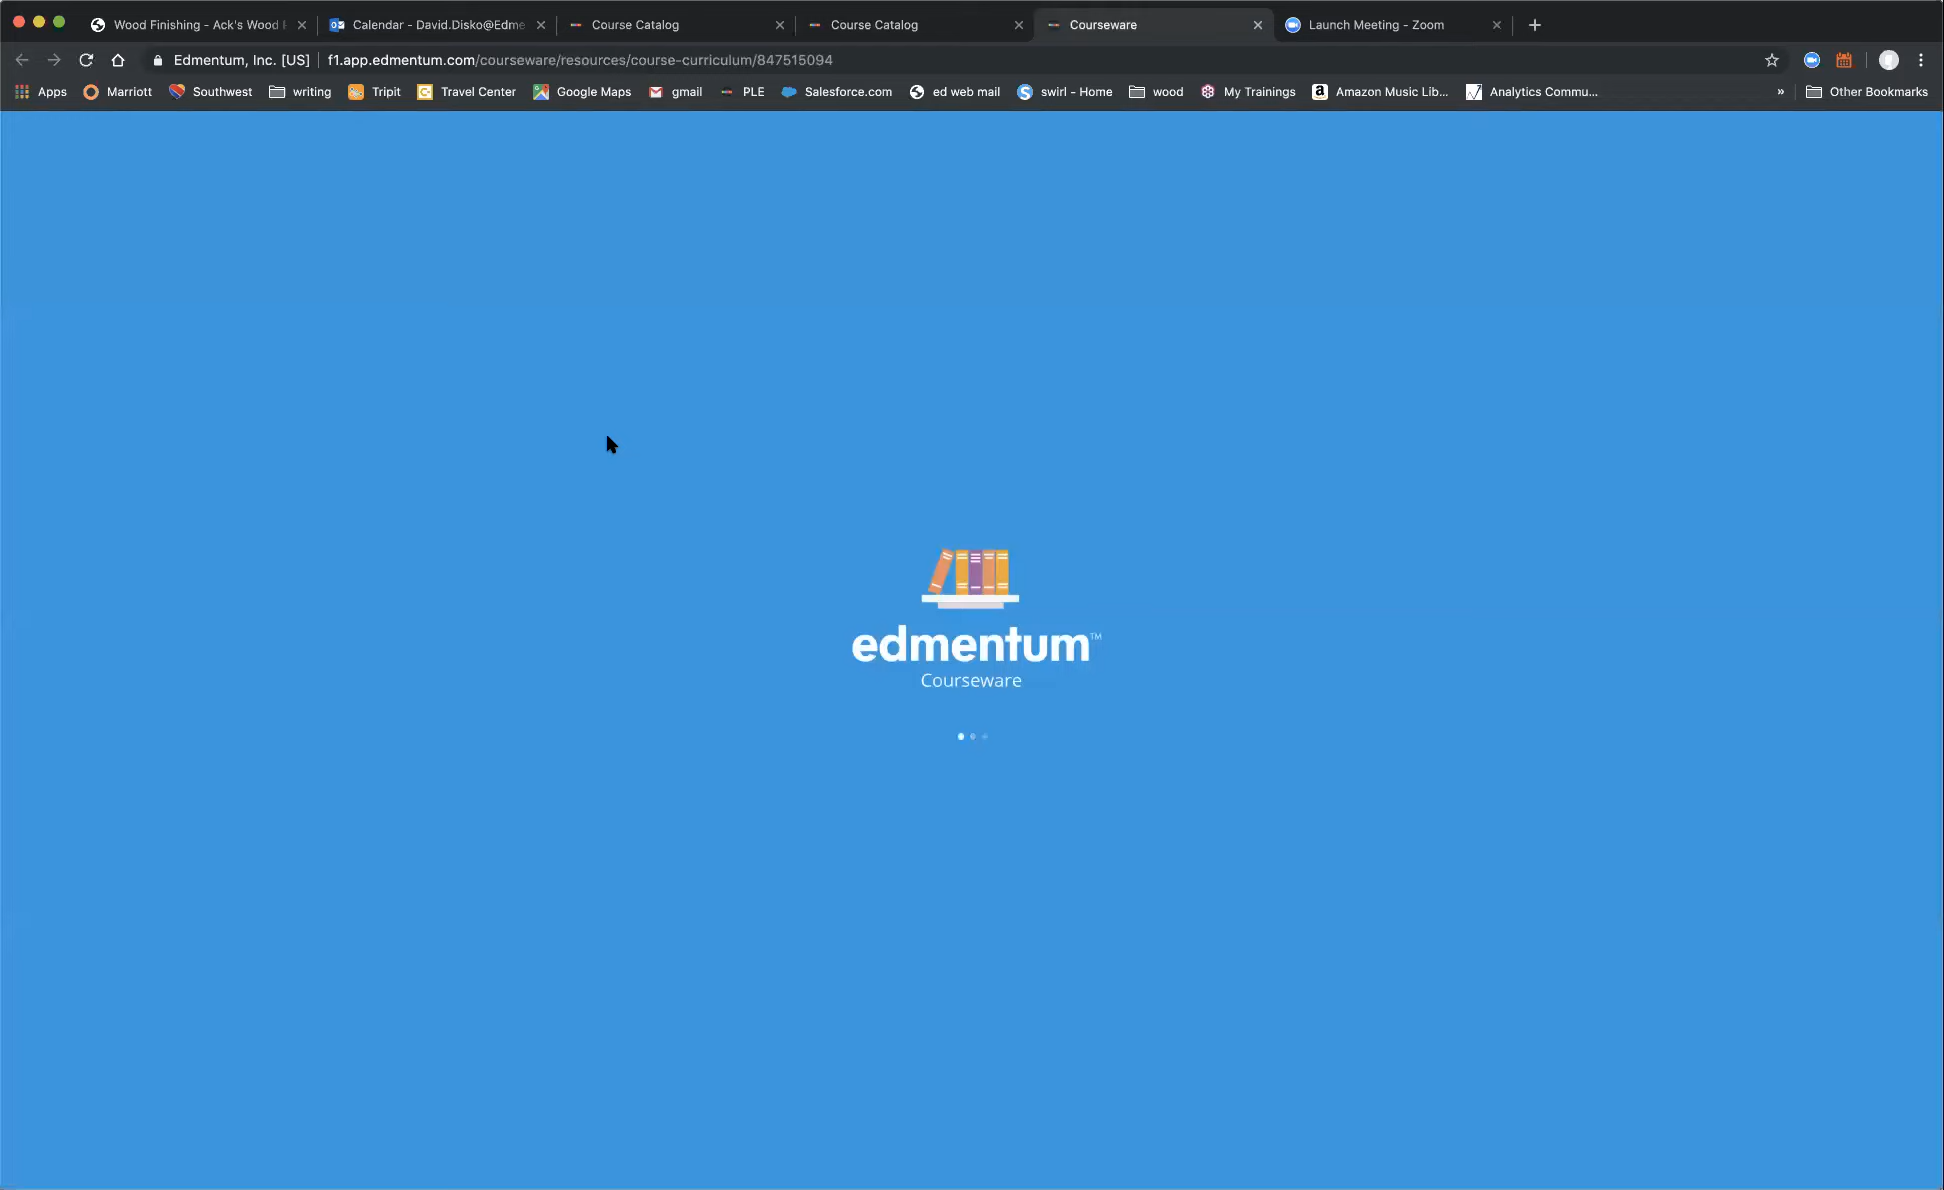 Wood Finishing - Ack's Wood
Calendar - David.Disko@Edme
Course Catalog
Course Catalog
Courseware
Launch Meeting - Zoom
Edmentum, Inc. [US]
f1.app.edmentum.com/courseware/resources/course-curriculum/847515094
Apps
Marriott
Southwest
writing
Tripit
Travel Center
Google Maps
gmail
PLE
Salesforce.com
ed web mail
swirl - Home
wood
My Trainings
Amazon Music Lib...
Analytics Commu...
»
Other Bookmarks
edmentum™
Courseware